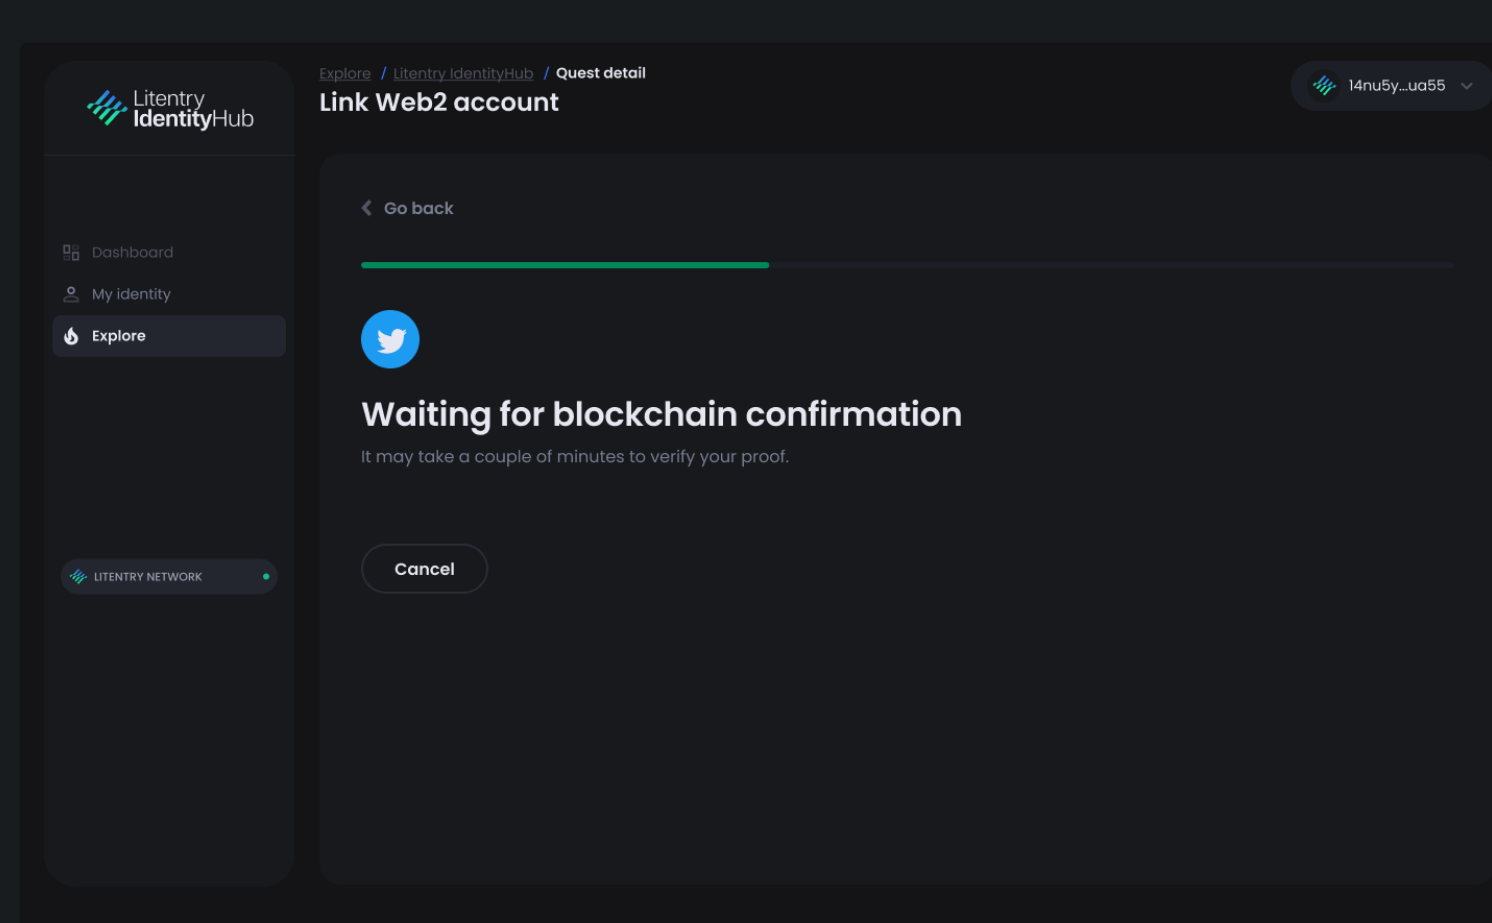 Litentry
IdentityHub
Explore / Litentry IdentityHub / Quest detail
Link Web2 account
14nu5y...ua55
Dashboard
My identity
Explore
LITENTRY NETWORK
Go back
Waiting for blockchain confirmation
It may take a couple of minutes to verify your proof.
Cancel